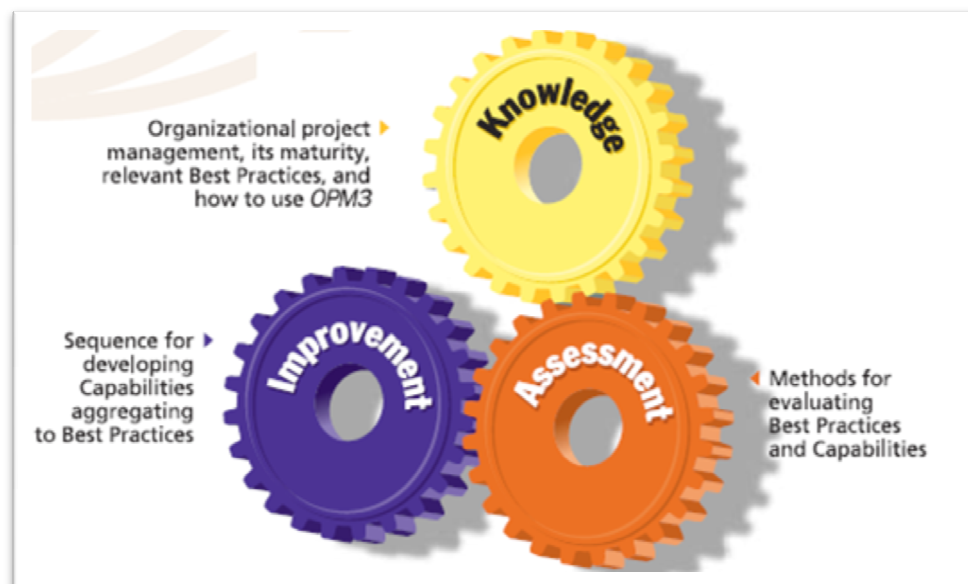 Knowledge
Organizational project
management, its maturity,
relevant Best Practices, and
how to use OPM3
Improvement
Sequence for
developing
Capabilities
aggregating
to Best Practices
Assessment
Methods for
evaluating
Best Practices
and Capabilities